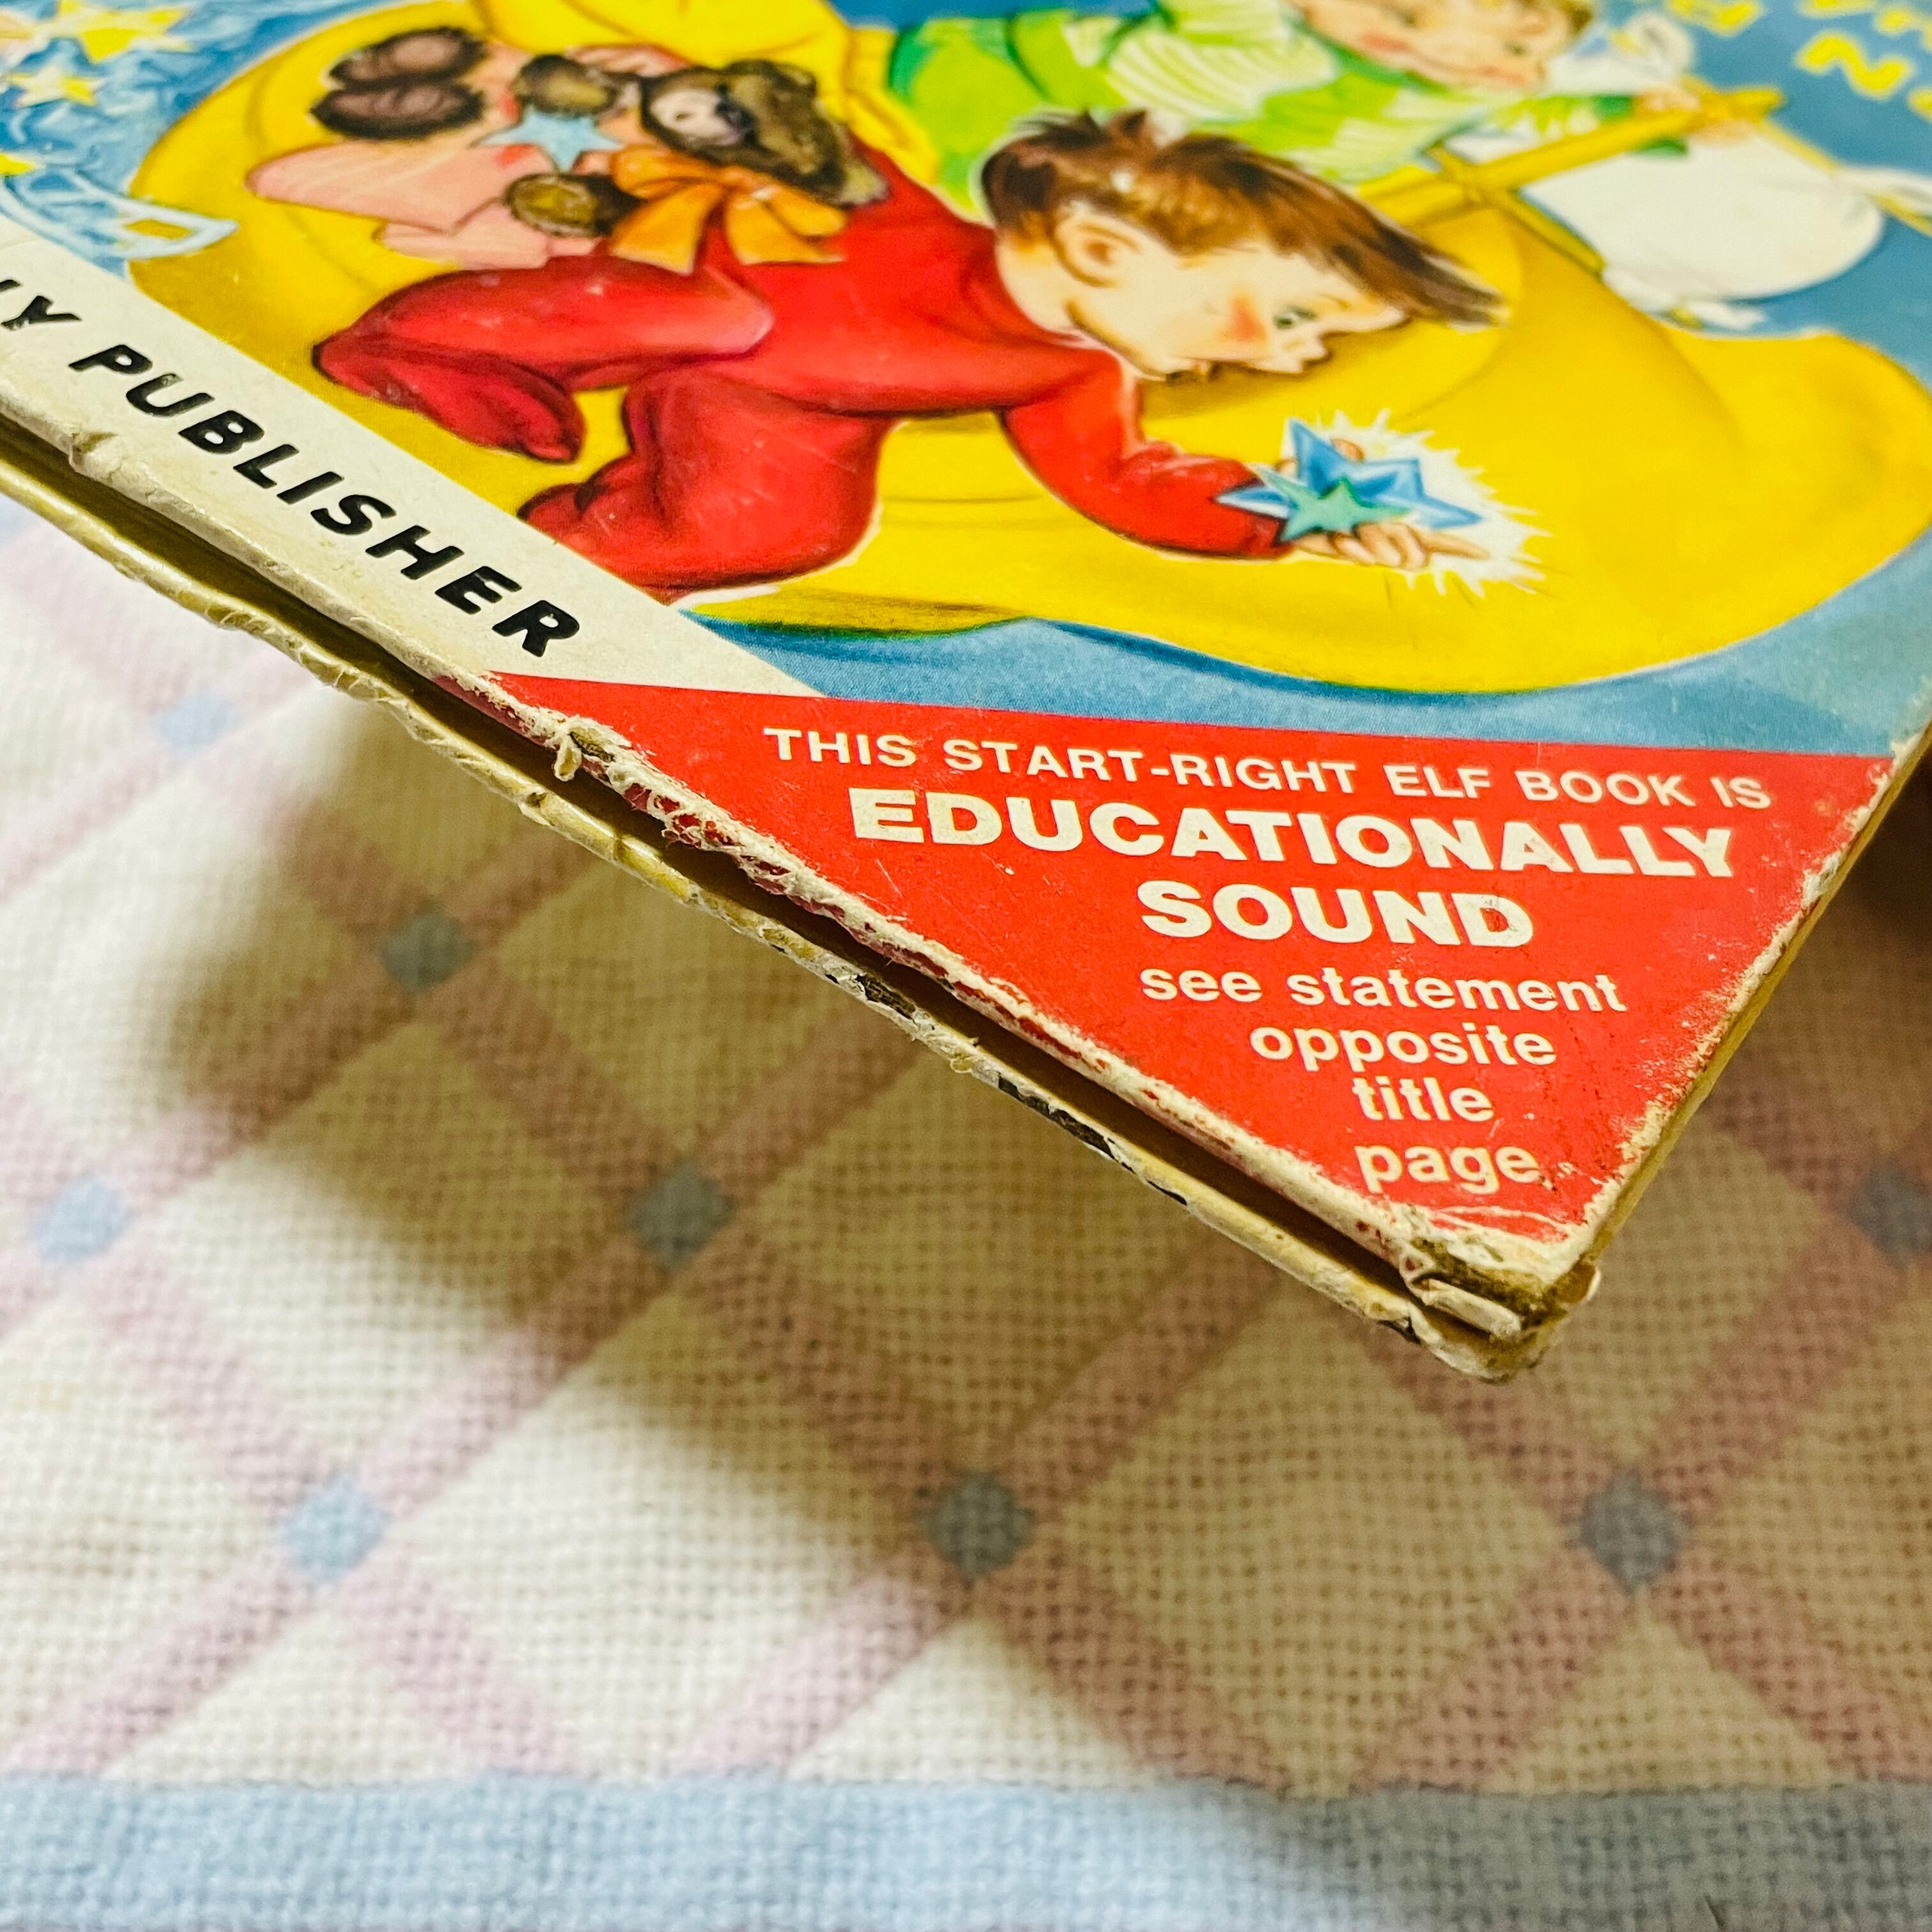 PUBLISHER
THIS START-RIGHT ELF BOOK IS
EDUCATIONALLY
SOUND
see statement
opposite
title
page